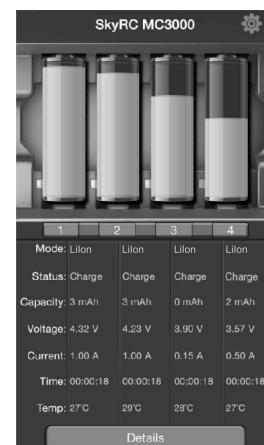 SkyRC MC3000
1 2 3 4
Mode: LiIon LiIon LiIon LiIon
Status: Charge Charge Charge Charge
Capacity: 3 mAh 3 mAh 0 mAh 2 mAh
Voltage: 4.32 V 4.23 V 3.90 V 3.57 V
Current: 1.00 A 1.00 A 0.15 A 0.50 A
Time: 00:00:18 00:00:18 00:00:18 00:00:18
Temp: 27°C 29°C 28°C 27°C
Details